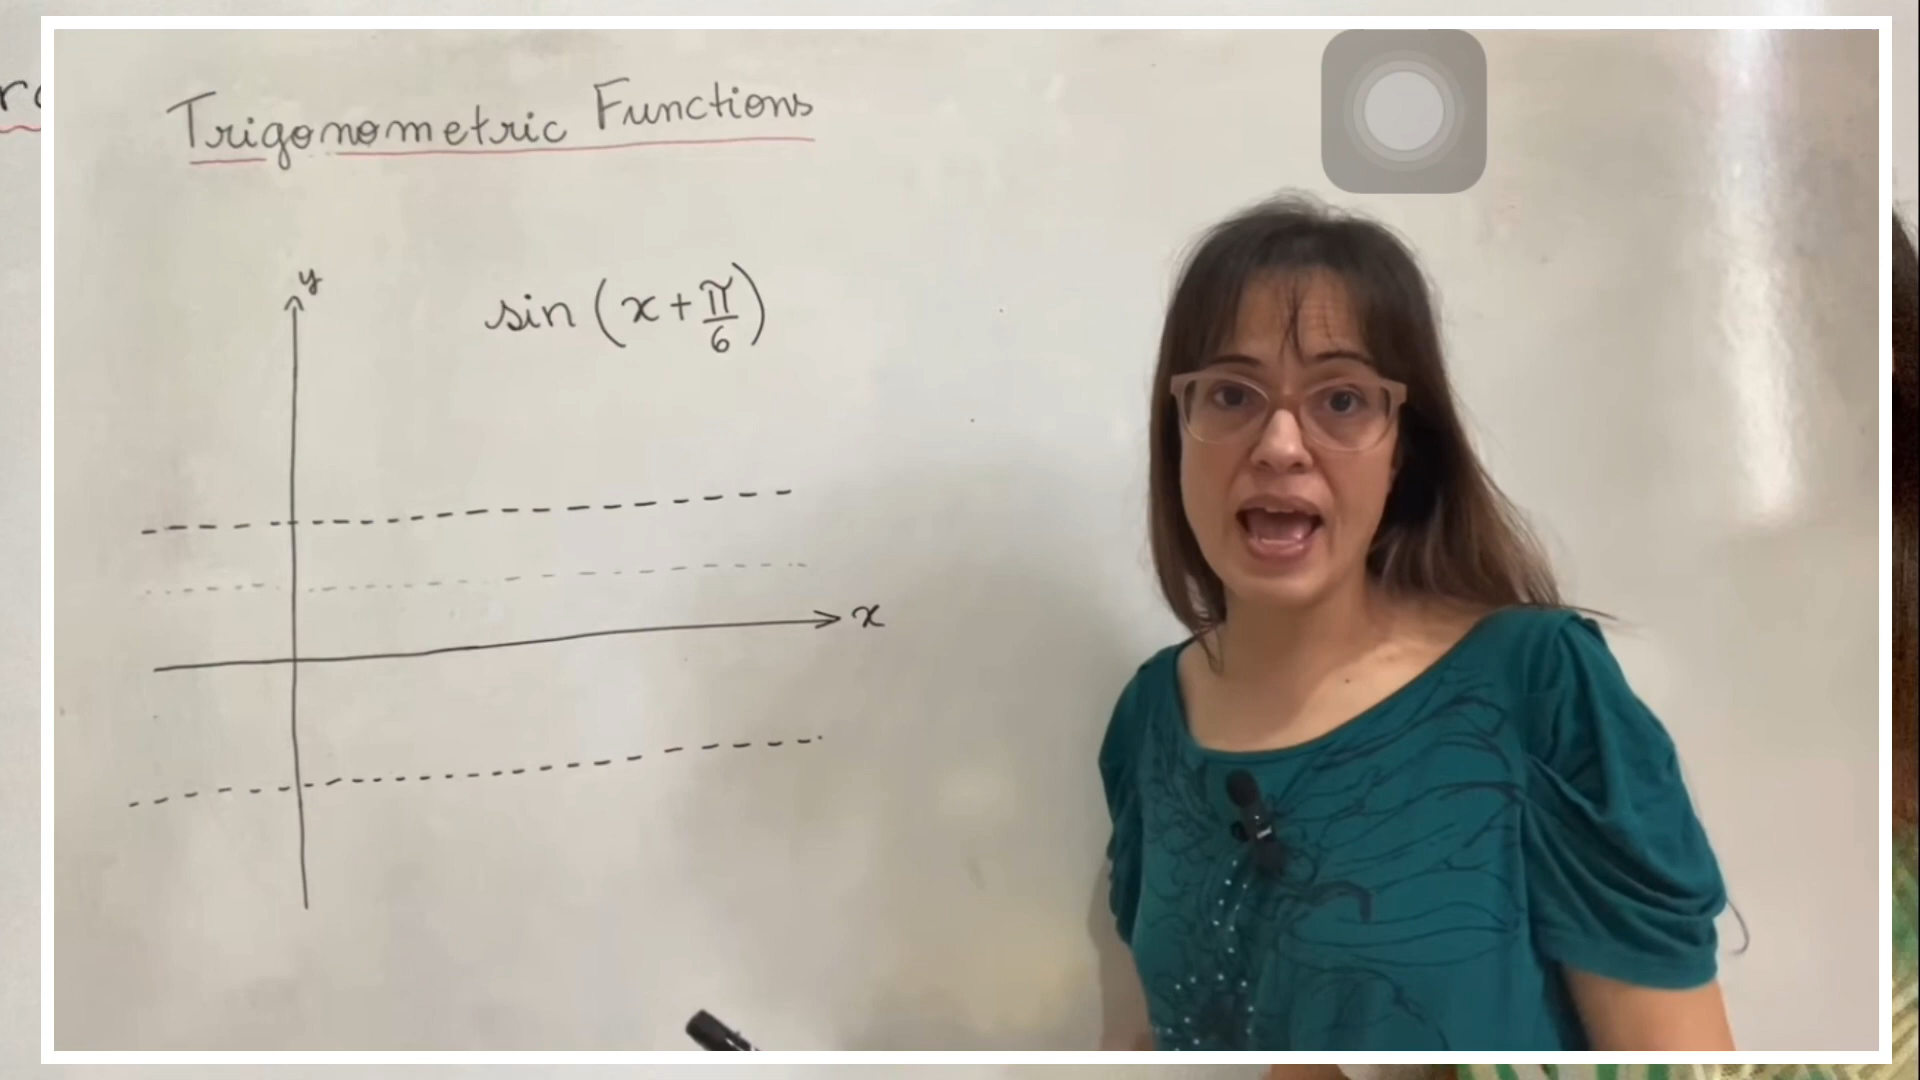 Trigonometric Functions
sin (x + π/6)
y
x